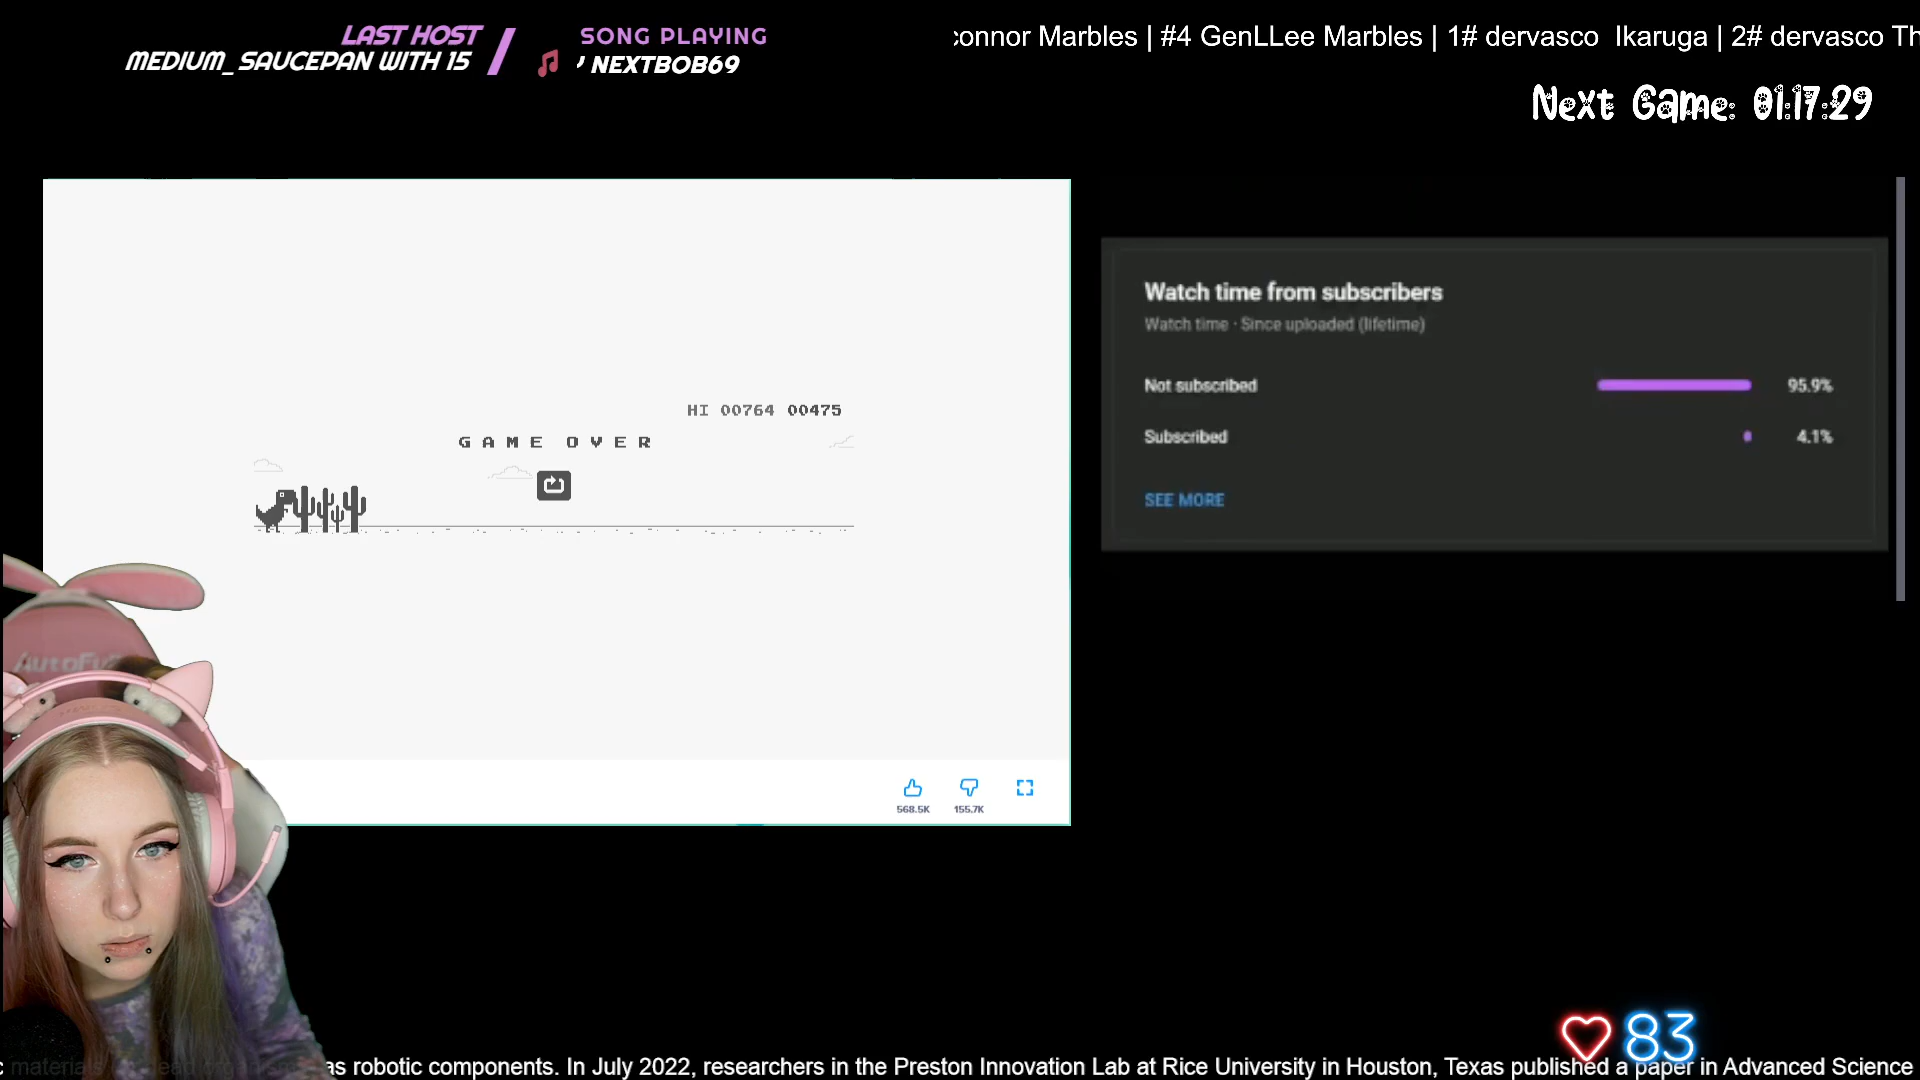 LAST HOST
MEDIUM_SAUCEPAN WITH 15
SONG PLAYING
NEXTBOB69
connor Marbles | #4 GenLLee Marbles | 1# dervasco Ikaruga | 2# dervasco Th
Next Game: 01:17:29
HI 00764 00475
GAME OVER
568.5K 155.7K
Watch time from subscribers
Watch time · Since uploaded (lifetime)
Not subscribed 95.9%
Subscribed 4.1%
SEE MORE
83
materials as robotic components. In July 2022, researchers in the Preston Innovation Lab at Rice University in Houston, Texas published a paper in Advanced Science